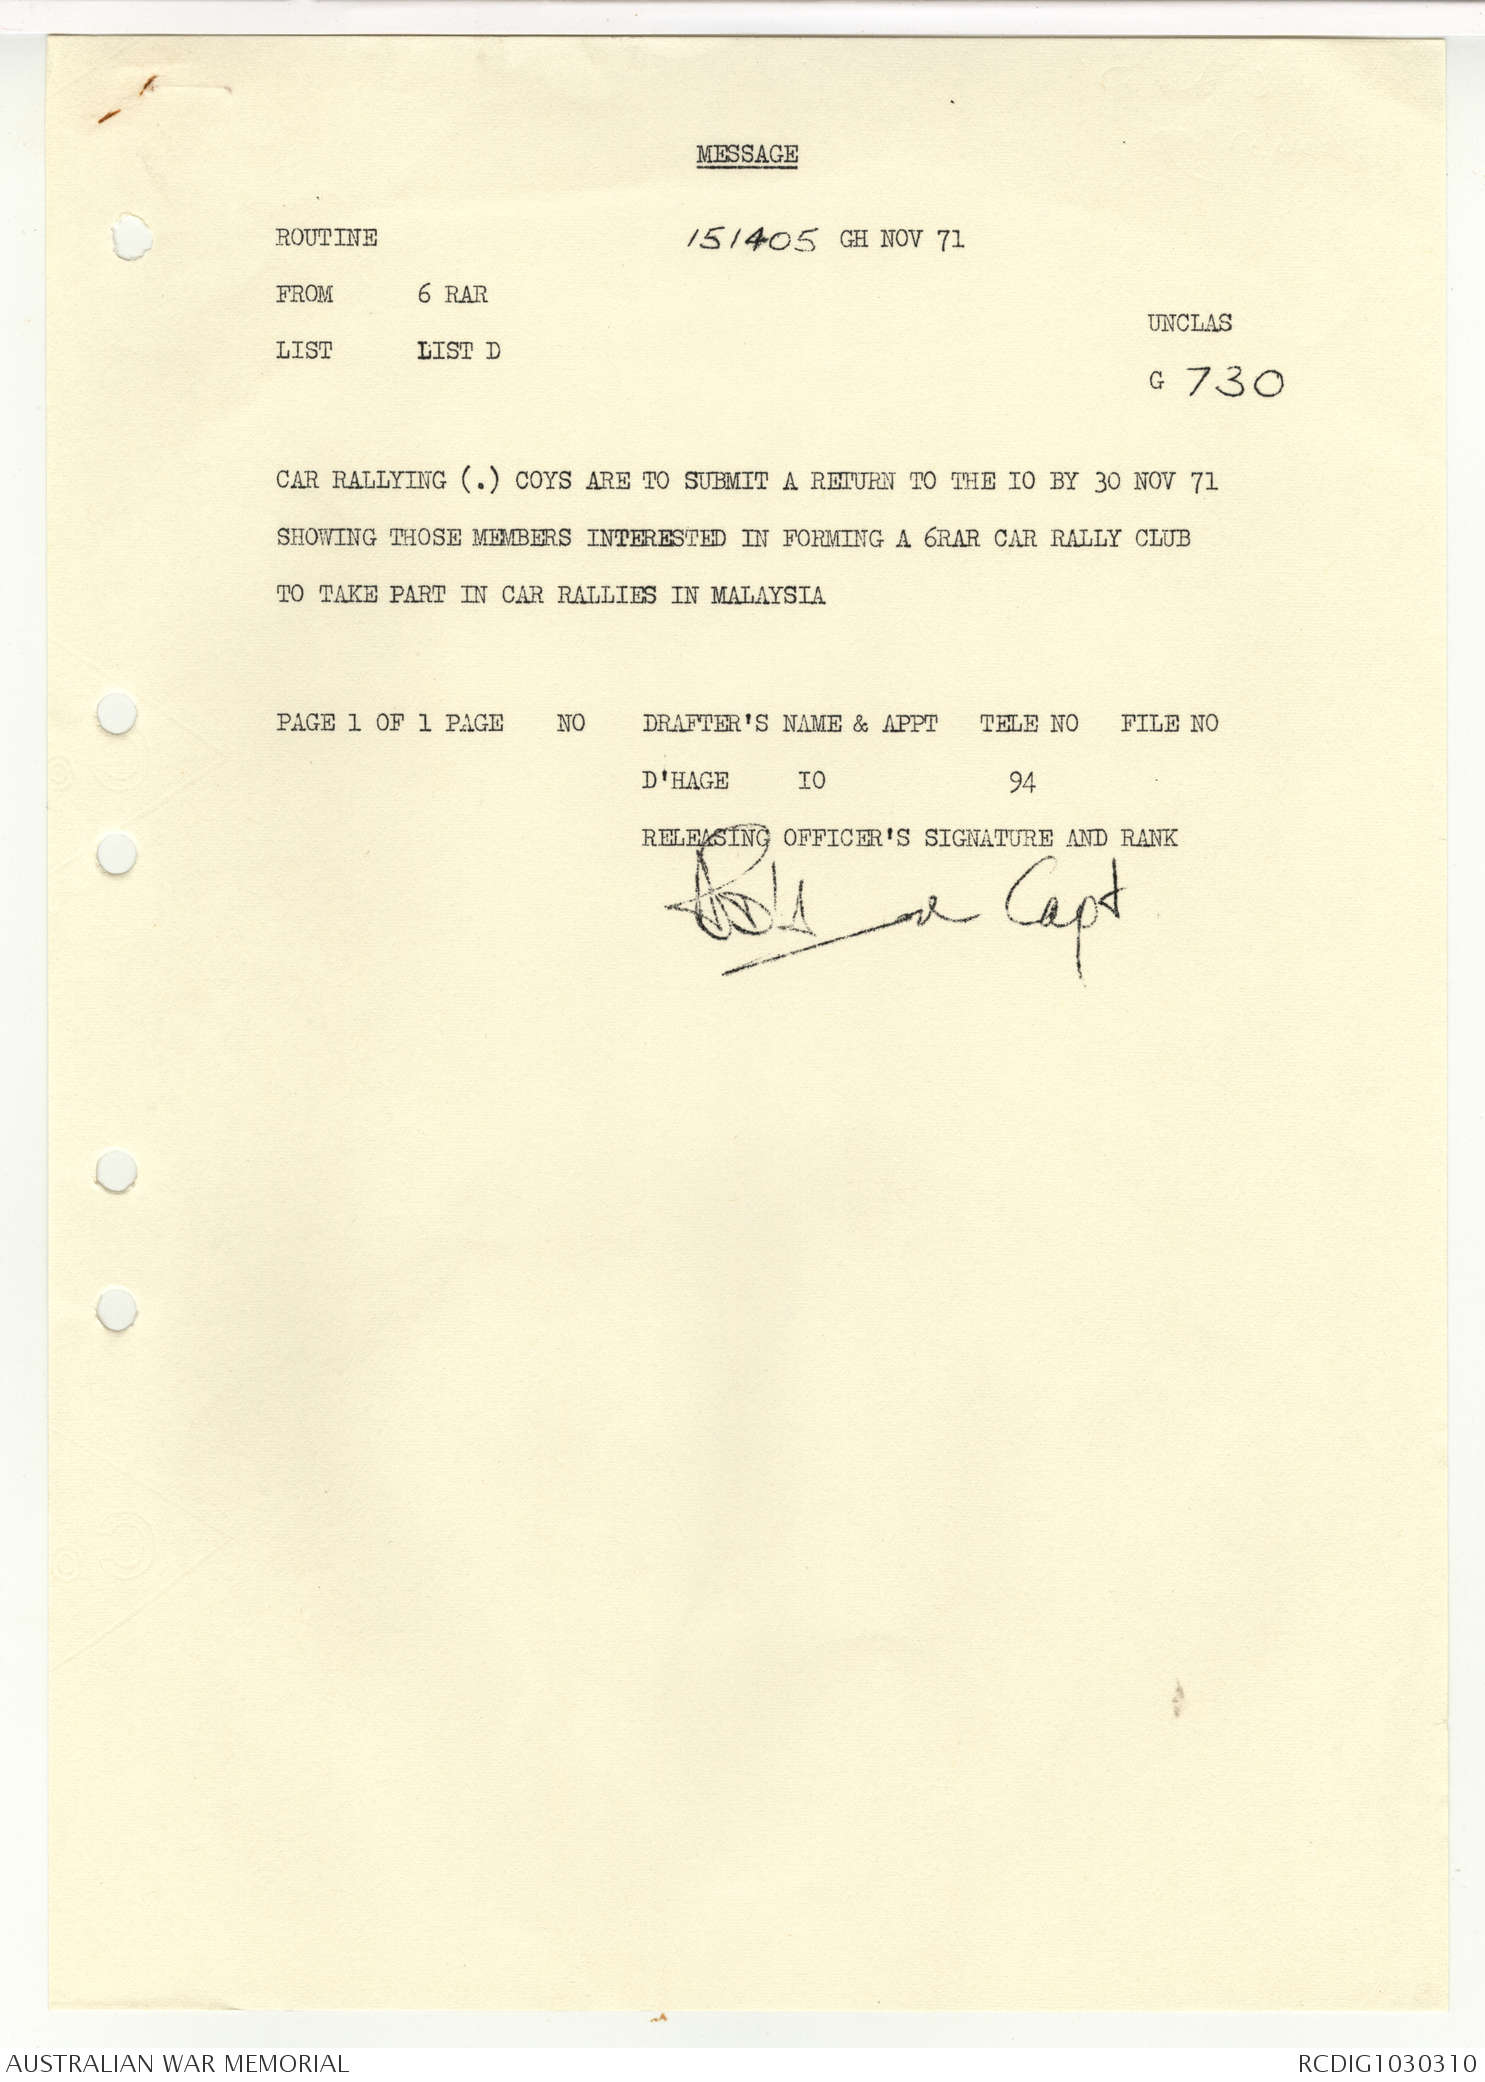 MESSAGE
ROUTINE 151405 GH NOV 71
FROM 6 RAR
UNCLAS
LIST LIST D
G 730
CAR RALLYING (.) COYS ARE TO SUBMIT A RETURN TO THE IO BY 30 NOV 71
SHOWING THOSE MEMBERS INTERESTED IN FORMING A 6RAR CAR RALLY CLUB
TO TAKE PART IN CAR RALLIES IN MALAYSIA
PAGE 1 OF 1 PAGE NO DRAFTER'S NAME & APPT TELE NO FILE NO
D'HAGE IO 94
RELEASING OFFICER'S SIGNATURE AND RANK
Capt
AUSTRALIAN WAR MEMORIAL RCDIG1030310